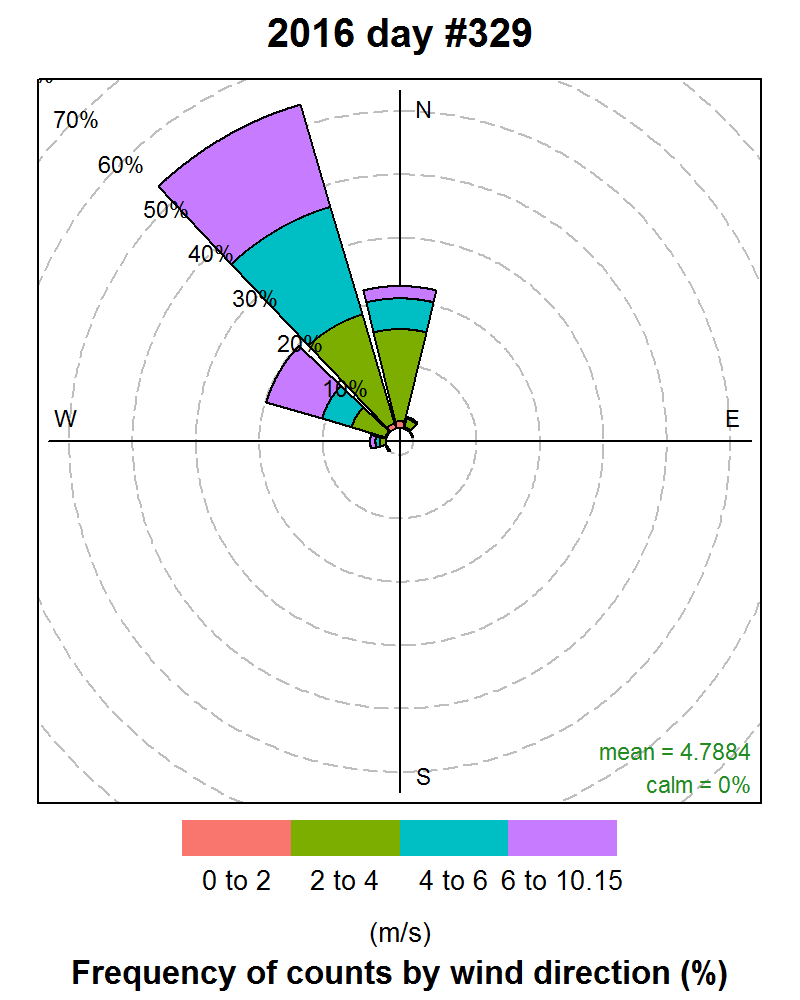 2016 day #329
70%
60%
50%
40%
30%
20%
10%
N
W
E
S
mean = 4.7884
calm = 0%
0 to 2 2 to 4 4 to 6 6 to 10.15
(m/s)
Frequency of counts by wind direction (%)